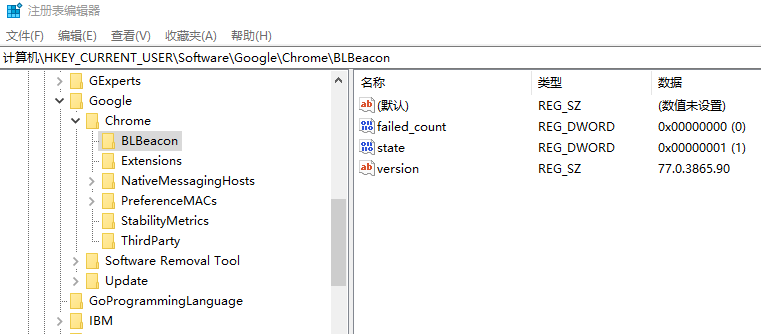 注册表编辑器
文件(F) 编辑(E) 查看(V) 收藏夹(A) 帮助(H)
计算机\HKEY_CURRENT_USER\Software\Google\Chrome\BLBeacon
GExperts
Google
Chrome
BLBeacon
Extensions
NativeMessagingHosts
PreferenceMACs
StabilityMetrics
ThirdParty
Software Removal Tool
Update
GoProgrammingLanguage
IBM
名称 类型 数据
(默认) REG_SZ (数值未设置)
failed_count REG_DWORD 0x00000000 (0)
state REG_DWORD 0x00000001 (1)
version REG_SZ 77.0.3865.90